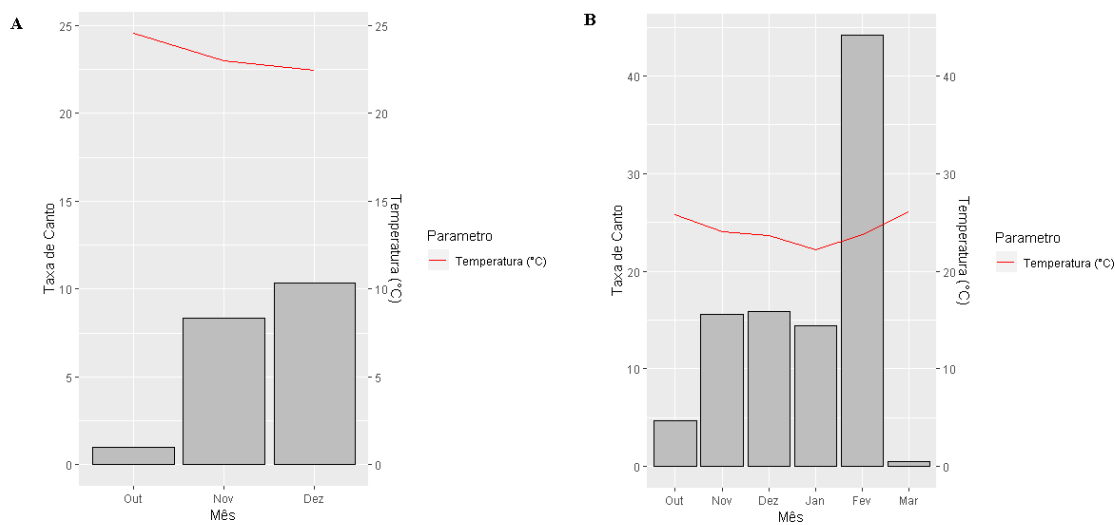 A
25
20
15
10
5
0
Taxa de Canto
25
20
15
10
5
0
Temperatura (°C)
Out Nov Dez
Mês
Parametro
Temperatura (°C)
B
40
30
20
10
0
Taxa de Canto
40
30
20
10
0
Temperatura (°C)
Out Nov Dez Jan Fev Mar
Mês
Parametro
Temperatura (°C)